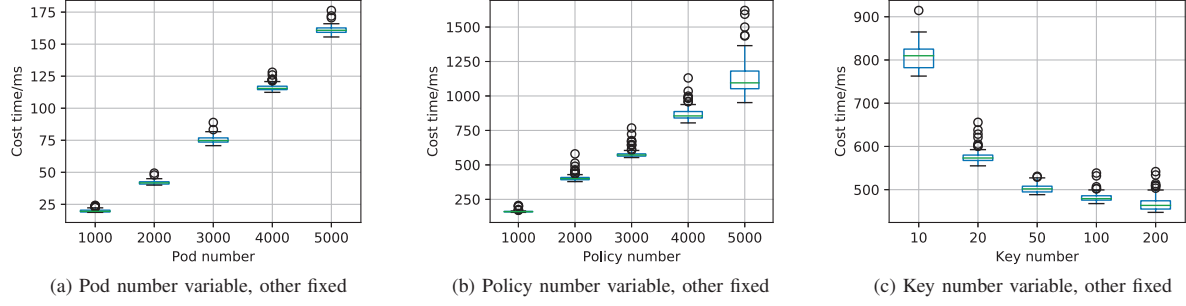 175
150
125
100
75
50
25
Cost time/ms
1000 2000 3000 4000 5000
Pod number
(a) Pod number variable, other fixed
1500
1250
1000
750
500
250
Cost time/ms
1000 2000 3000 4000 5000
Policy number
(b) Policy number variable, other fixed
900
800
700
600
500
Cost time/ms
10 20 50 100 200
Key number
(c) Key number variable, other fixed